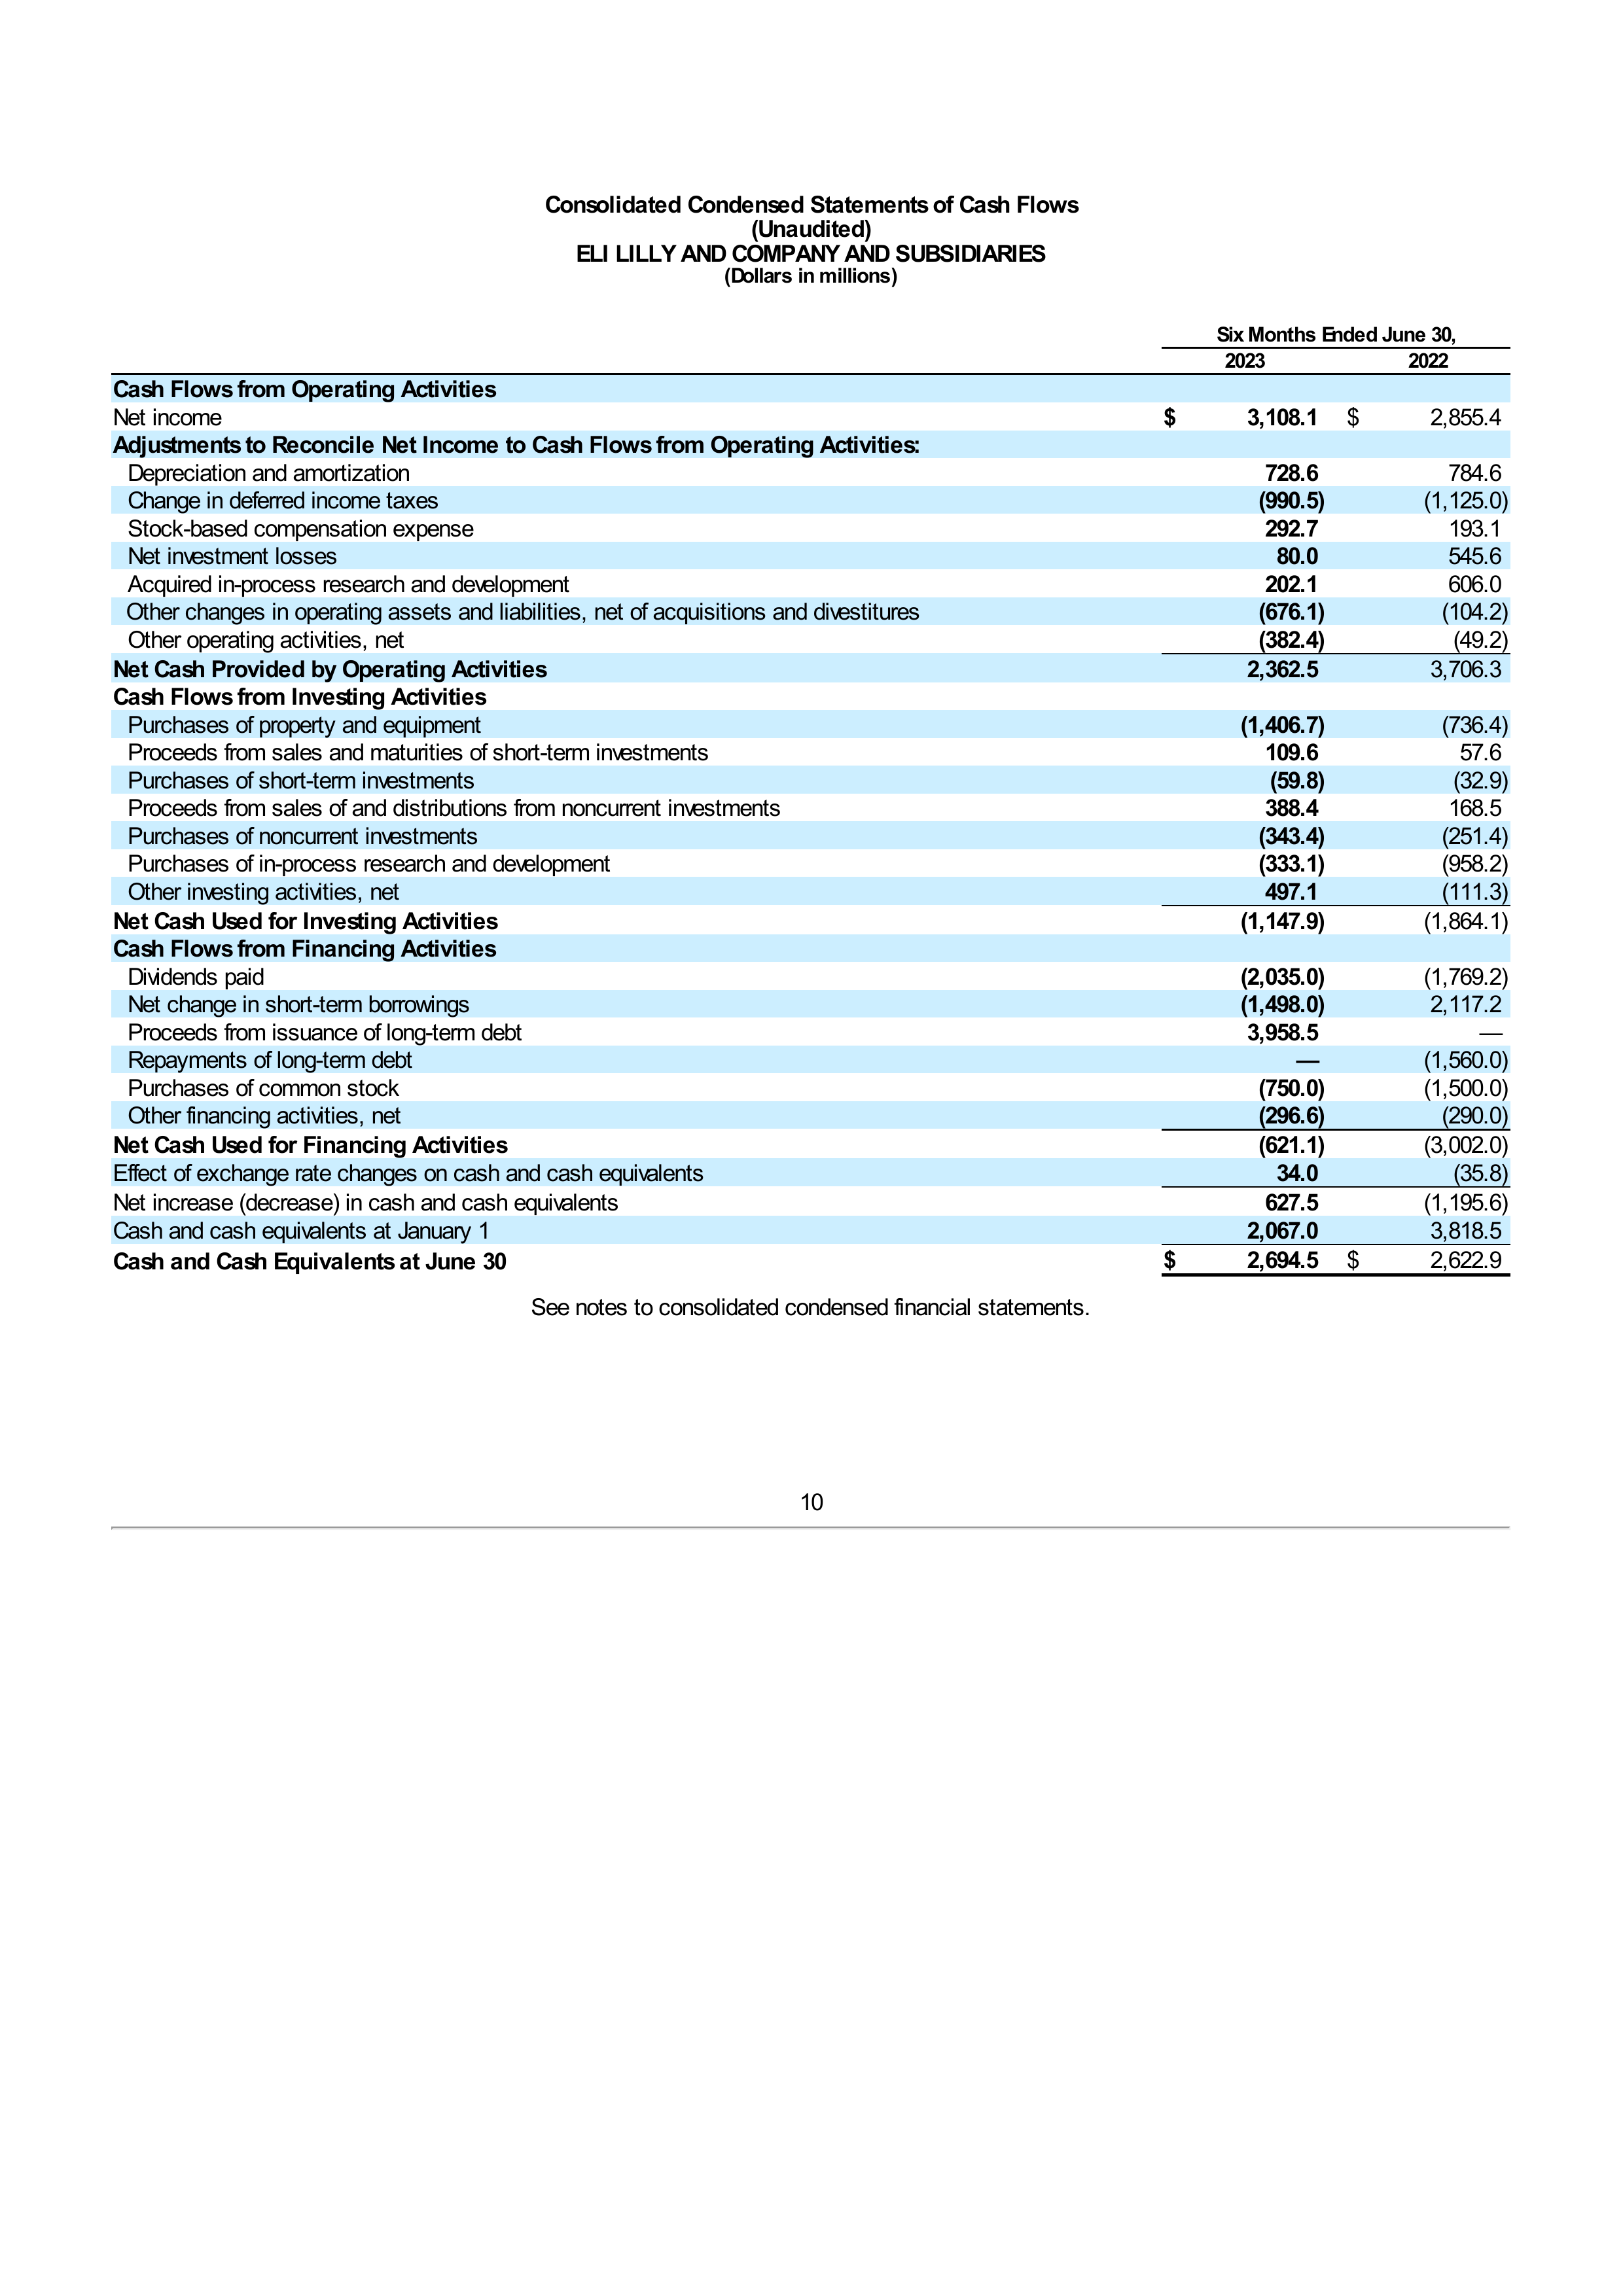 Consolidated Condensed Statements of Cash Flows
(Unaudited)
ELI LILLY AND COMPANY AND SUBSIDIARIES
(Dollars in millions)
Six Months Ended June 30,
2023 2022
Cash Flows from Operating Activities
Net income $ 3,108.1 $ 2,855.4
Adjustments to Reconcile Net Income to Cash Flows from Operating Activities:
Depreciation and amortization 728.6 784.6
Change in deferred income taxes (990.5) (1,125.0)
Stock-based compensation expense 292.7 193.1
Net investment losses 80.0 545.6
Acquired in-process research and development 202.1 606.0
Other changes in operating assets and liabilities, net of acquisitions and divestitures (676.1) (104.2)
Other operating activities, net (382.4) (49.2)
Net Cash Provided by Operating Activities 2,362.5 3,706.3
Cash Flows from Investing Activities
Purchases of property and equipment (1,406.7) (736.4)
Proceeds from sales and maturities of short-term investments 109.6 57.6
Purchases of short-term investments (59.8) (32.9)
Proceeds from sales of and distributions from noncurrent investments 388.4 168.5
Purchases of noncurrent investments (343.4) (251.4)
Purchases of in-process research and development (333.1) (958.2)
Other investing activities, net 497.1 (111.3)
Net Cash Used for Investing Activities (1,147.9) (1,864.1)
Cash Flows from Financing Activities
Dividends paid (2,035.0) (1,769.2)
Net change in short-term borrowings (1,498.0) 2,117.2
Proceeds from issuance of long-term debt 3,958.5 —
Repayments of long-term debt — (1,560.0)
Purchases of common stock (750.0) (1,500.0)
Other financing activities, net (296.6) (290.0)
Net Cash Used for Financing Activities (621.1) (3,002.0)
Effect of exchange rate changes on cash and cash equivalents 34.0 (35.8)
Net increase (decrease) in cash and cash equivalents 627.5 (1,195.6)
Cash and cash equivalents at January 1 2,067.0 3,818.5
Cash and Cash Equivalents at June 30 $ 2,694.5 $ 2,622.9
See notes to consolidated condensed financial statements.
10